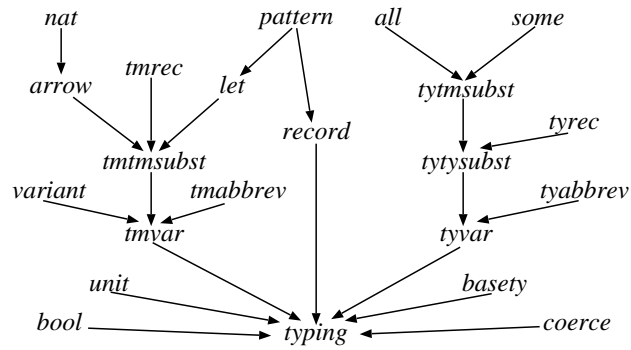 nat pattern all some
arrow tmrec let tytmsubst
record tyrec
tmtmsubst tytysubst
variant tmabbrev tyabbrev
tmvar tyvar
unit basety
bool typing coerce